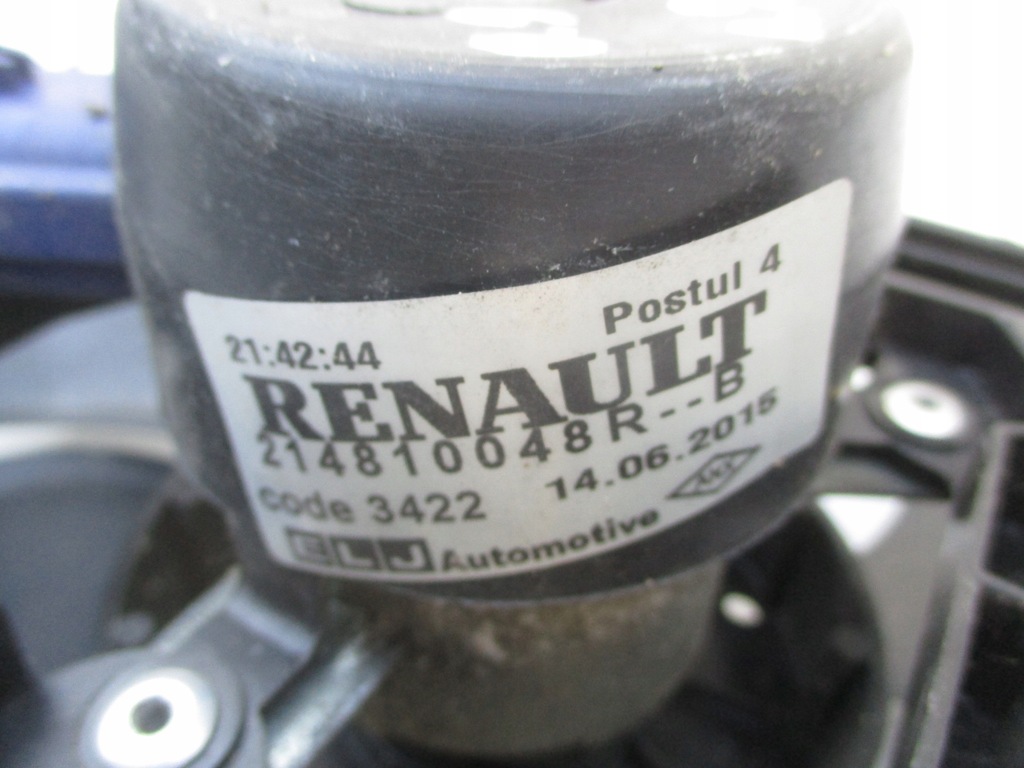 Postul 4
21:42:44
RENAULT
214810048R--B
code 3422 14.06.2015
ELJ Automotive